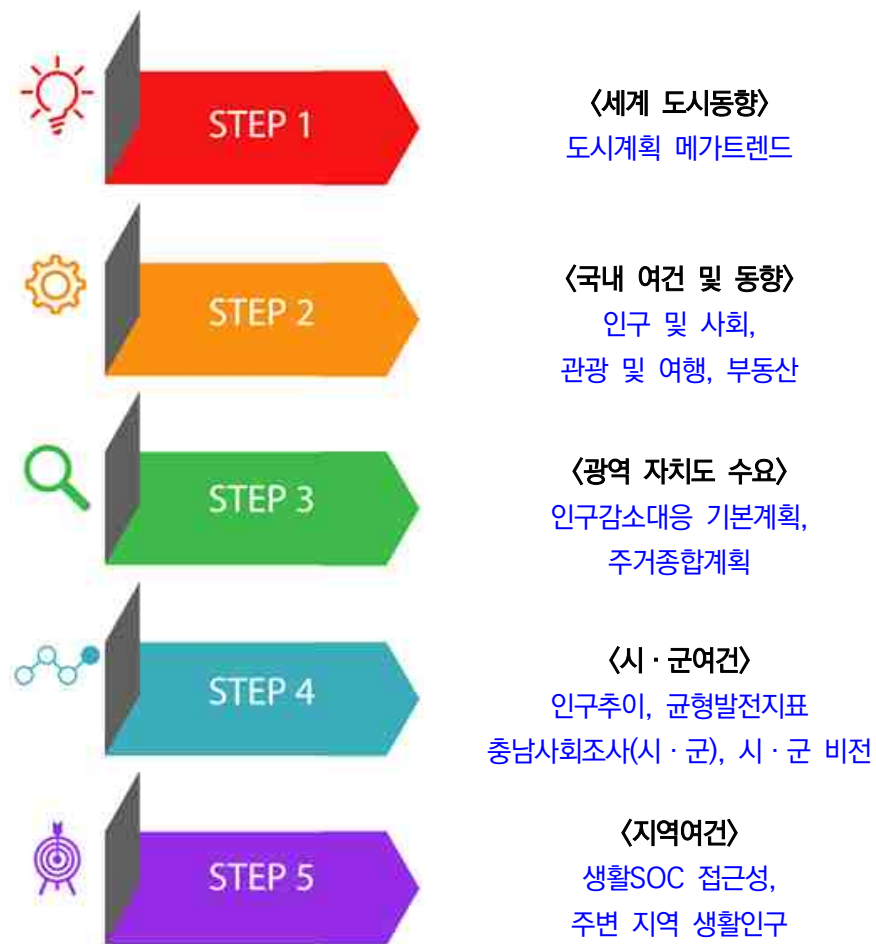 STEP 1
〈세계 도시동향〉
도시계획 메가트렌드
STEP 2
〈국내 여건 및 동향〉
인구 및 사회,
관광 및 여행, 부동산
STEP 3
〈광역 자치도 수요〉
인구감소대응 기본계획,
주거종합계획
STEP 4
〈시·군여건〉
인구추이, 균형발전지표
충남사회조사(시·군), 시·군 비전
STEP 5
〈지역여건〉
생활SOC 접근성,
주변 지역 생활인구